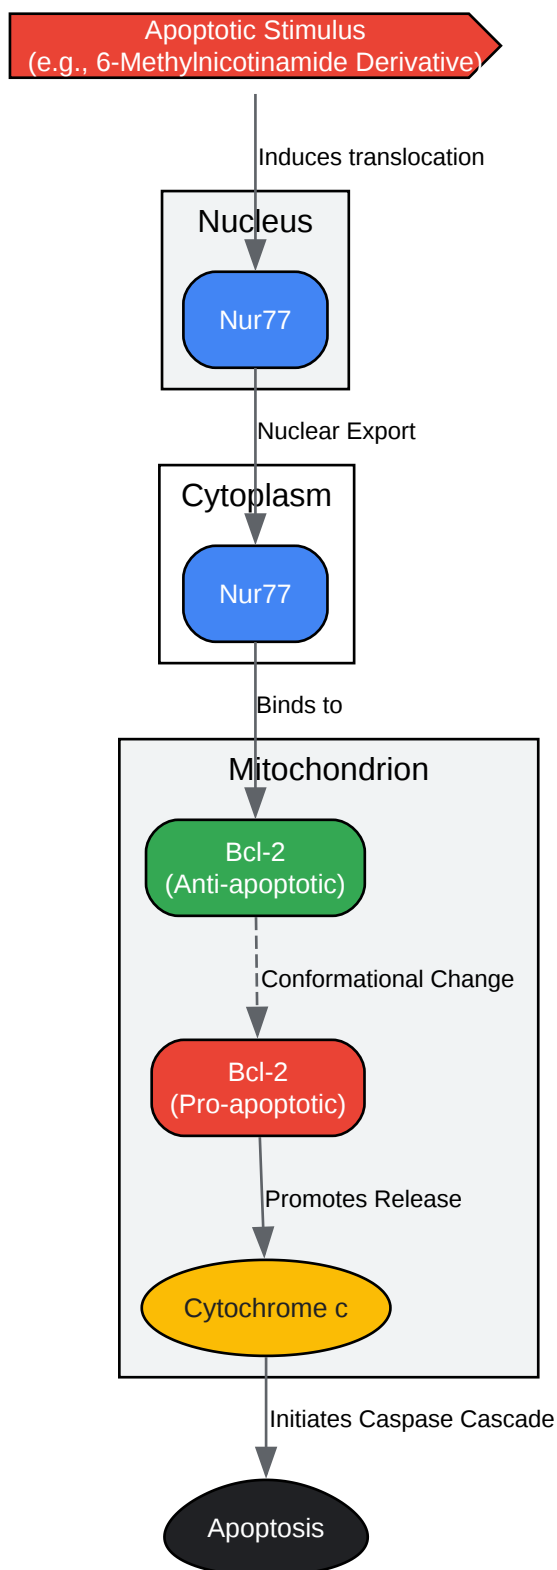 Apoptotic Stimulus
(e.g., 6-Methylnicotinamide Derivative)
Induces translocation
Nucleus
Nur77
Nuclear Export
Cytoplasm
Nur77
Binds to
Mitochondrion
Bcl-2
(Anti-apoptotic)
Conformational Change
Bcl-2
(Pro-apoptotic)
Promotes Release
Cytochrome c
Initiates Caspase Cascade
Apoptosis